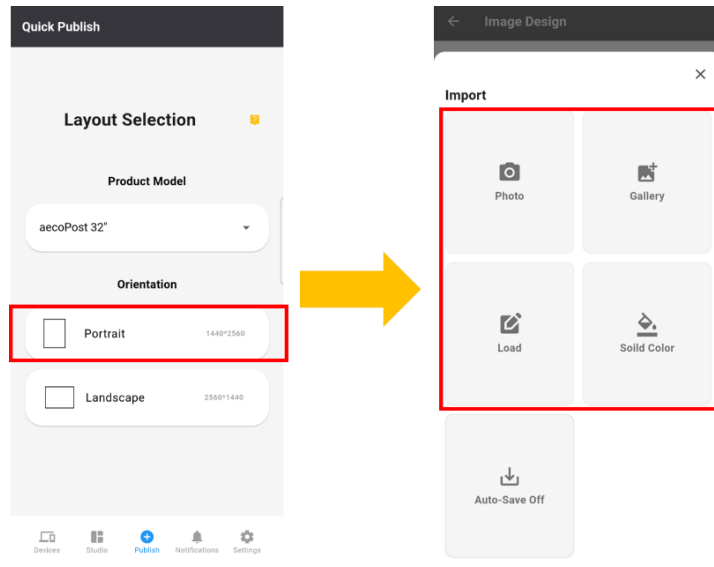 Quick Publish
Layout Selection
Product Model
aecoPost 32"
Orientation
Portrait 1440*2560
Landscape 2560*1440
Devices Studio Publish Notifications Settings
Image Design
Import
Photo Gallery
Load Soild Color
Auto-Save Off